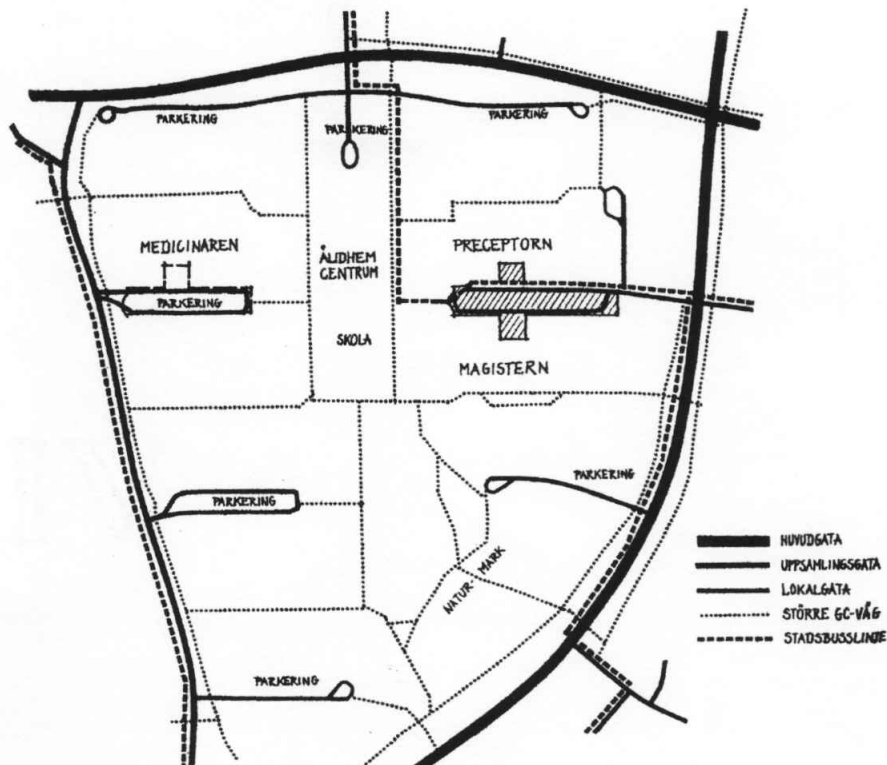 PARKERING
PARKERING
PARKERING
MEDICINAREN
PRECEPTORN
ÅLIDHEM
CENTRUM
PARKERING
SKOLA
MAGISTERN
PARKERING
PARKERING
NATUR-
MARK
PARKERING
HUVUDGATA
UPPSAMLINGSGATA
LOKALGATA
STÖRRE GC-VÄG
STADSBUSSLINJE